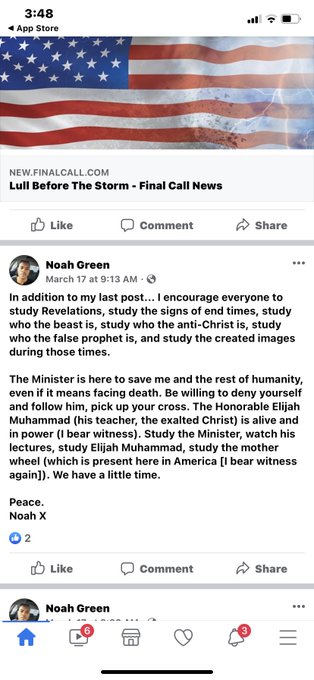 3:48
◀ App Store
NEW.FINALCALL.COM
Lull Before The Storm - Final Call News
Like Comment Share
Noah Green
March 17 at 9:13 AM ·
In addition to my last post... I encourage everyone to
study Revelations, study the signs of end times, study
who the beast is, study who the anti-Christ is, study
who the false prophet is, and study the created images
during those times.
The Minister is here to save me and the rest of humanity,
even if it means facing death. Be willing to deny yourself
and follow him, pick up your cross. The Honorable Elijah
Muhammad (his teacher, the exalted Christ) is alive and
in power (I bear witness). Study the Minister, watch his
lectures, study Elijah Muhammad, study the mother
wheel (which is present here in America [I bear witness
again]). We have a little time.
Peace.
Noah X
2
Like Comment Share
Noah Green
6
3